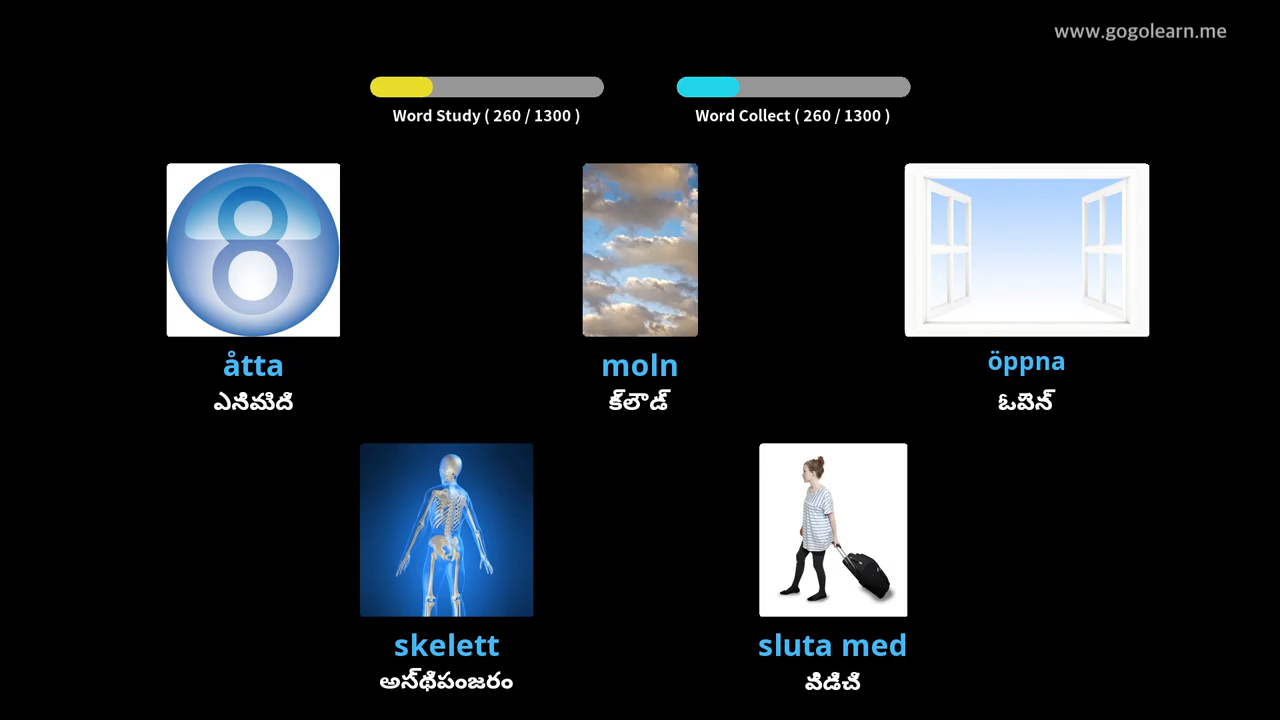 www.gogolearn.me
Word Study ( 260 / 1300 )
Word Collect ( 260 / 1300 )
8
åtta
ఎనిమిది
moln
క్లౌడ్
öppna
ఓపెన్
skelett
అస్థిపంజరం
sluta med
విడిచి